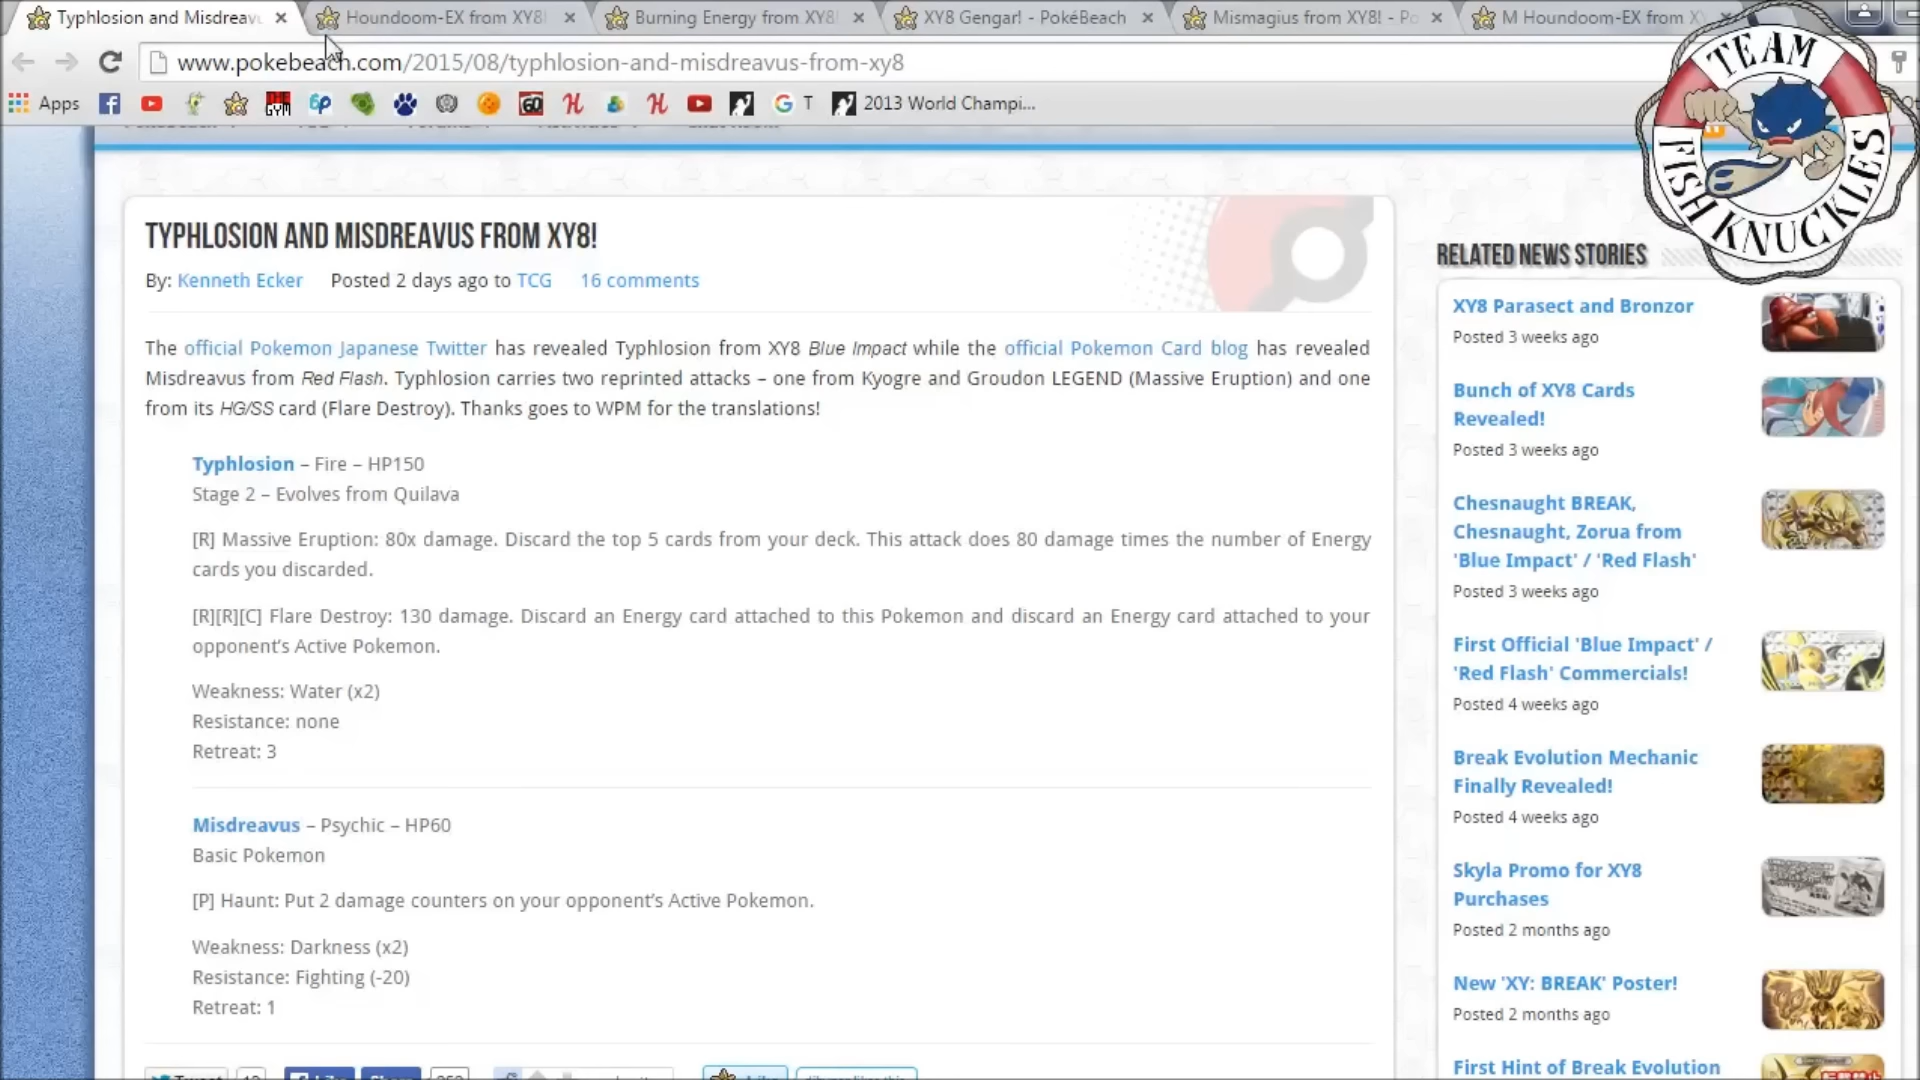 Typhlosion and Misdreav
Houndoom-EX from XY8!
Burning Energy from XY8!
XY8 Gengar! - PokéBeach
Mismagius from XY8! - Po
M Houndoom-EX from X
www.pokebeach.com/2015/08/typhlosion-and-misdreavus-from-xy8
Apps
GYM
60
T
2013 World Champi...
TEAM
FISH KNUCKLES
TYPHLOSION AND MISDREAVUS FROM XY8!
By: Kenneth Ecker Posted 2 days ago to TCG 16 comments
The official Pokemon Japanese Twitter has revealed Typhlosion from XY8 Blue Impact while the official Pokemon Card blog has revealed
Misdreavus from Red Flash. Typhlosion carries two reprinted attacks – one from Kyogre and Groudon LEGEND (Massive Eruption) and one
from its HG/SS card (Flare Destroy). Thanks goes to WPM for the translations!
Typhlosion – Fire – HP150
Stage 2 – Evolves from Quilava
[R] Massive Eruption: 80x damage. Discard the top 5 cards from your deck. This attack does 80 damage times the number of Energy
cards you discarded.
[R][R][C] Flare Destroy: 130 damage. Discard an Energy card attached to this Pokemon and discard an Energy card attached to your
opponent's Active Pokemon.
Weakness: Water (x2)
Resistance: none
Retreat: 3
Misdreavus – Psychic – HP60
Basic Pokemon
[P] Haunt: Put 2 damage counters on your opponent's Active Pokemon.
Weakness: Darkness (x2)
Resistance: Fighting (-20)
Retreat: 1
RELATED NEWS STORIES
XY8 Parasect and Bronzor
Posted 3 weeks ago
Bunch of XY8 Cards
Revealed!
Posted 3 weeks ago
Chesnaught BREAK,
Chesnaught, Zorua from
'Blue Impact' / 'Red Flash'
Posted 3 weeks ago
First Official 'Blue Impact' /
'Red Flash' Commercials!
Posted 4 weeks ago
Break Evolution Mechanic
Finally Revealed!
Posted 4 weeks ago
Skyla Promo for XY8
Purchases
Posted 2 months ago
New 'XY: BREAK' Poster!
Posted 2 months ago
First Hint of Break Evolution